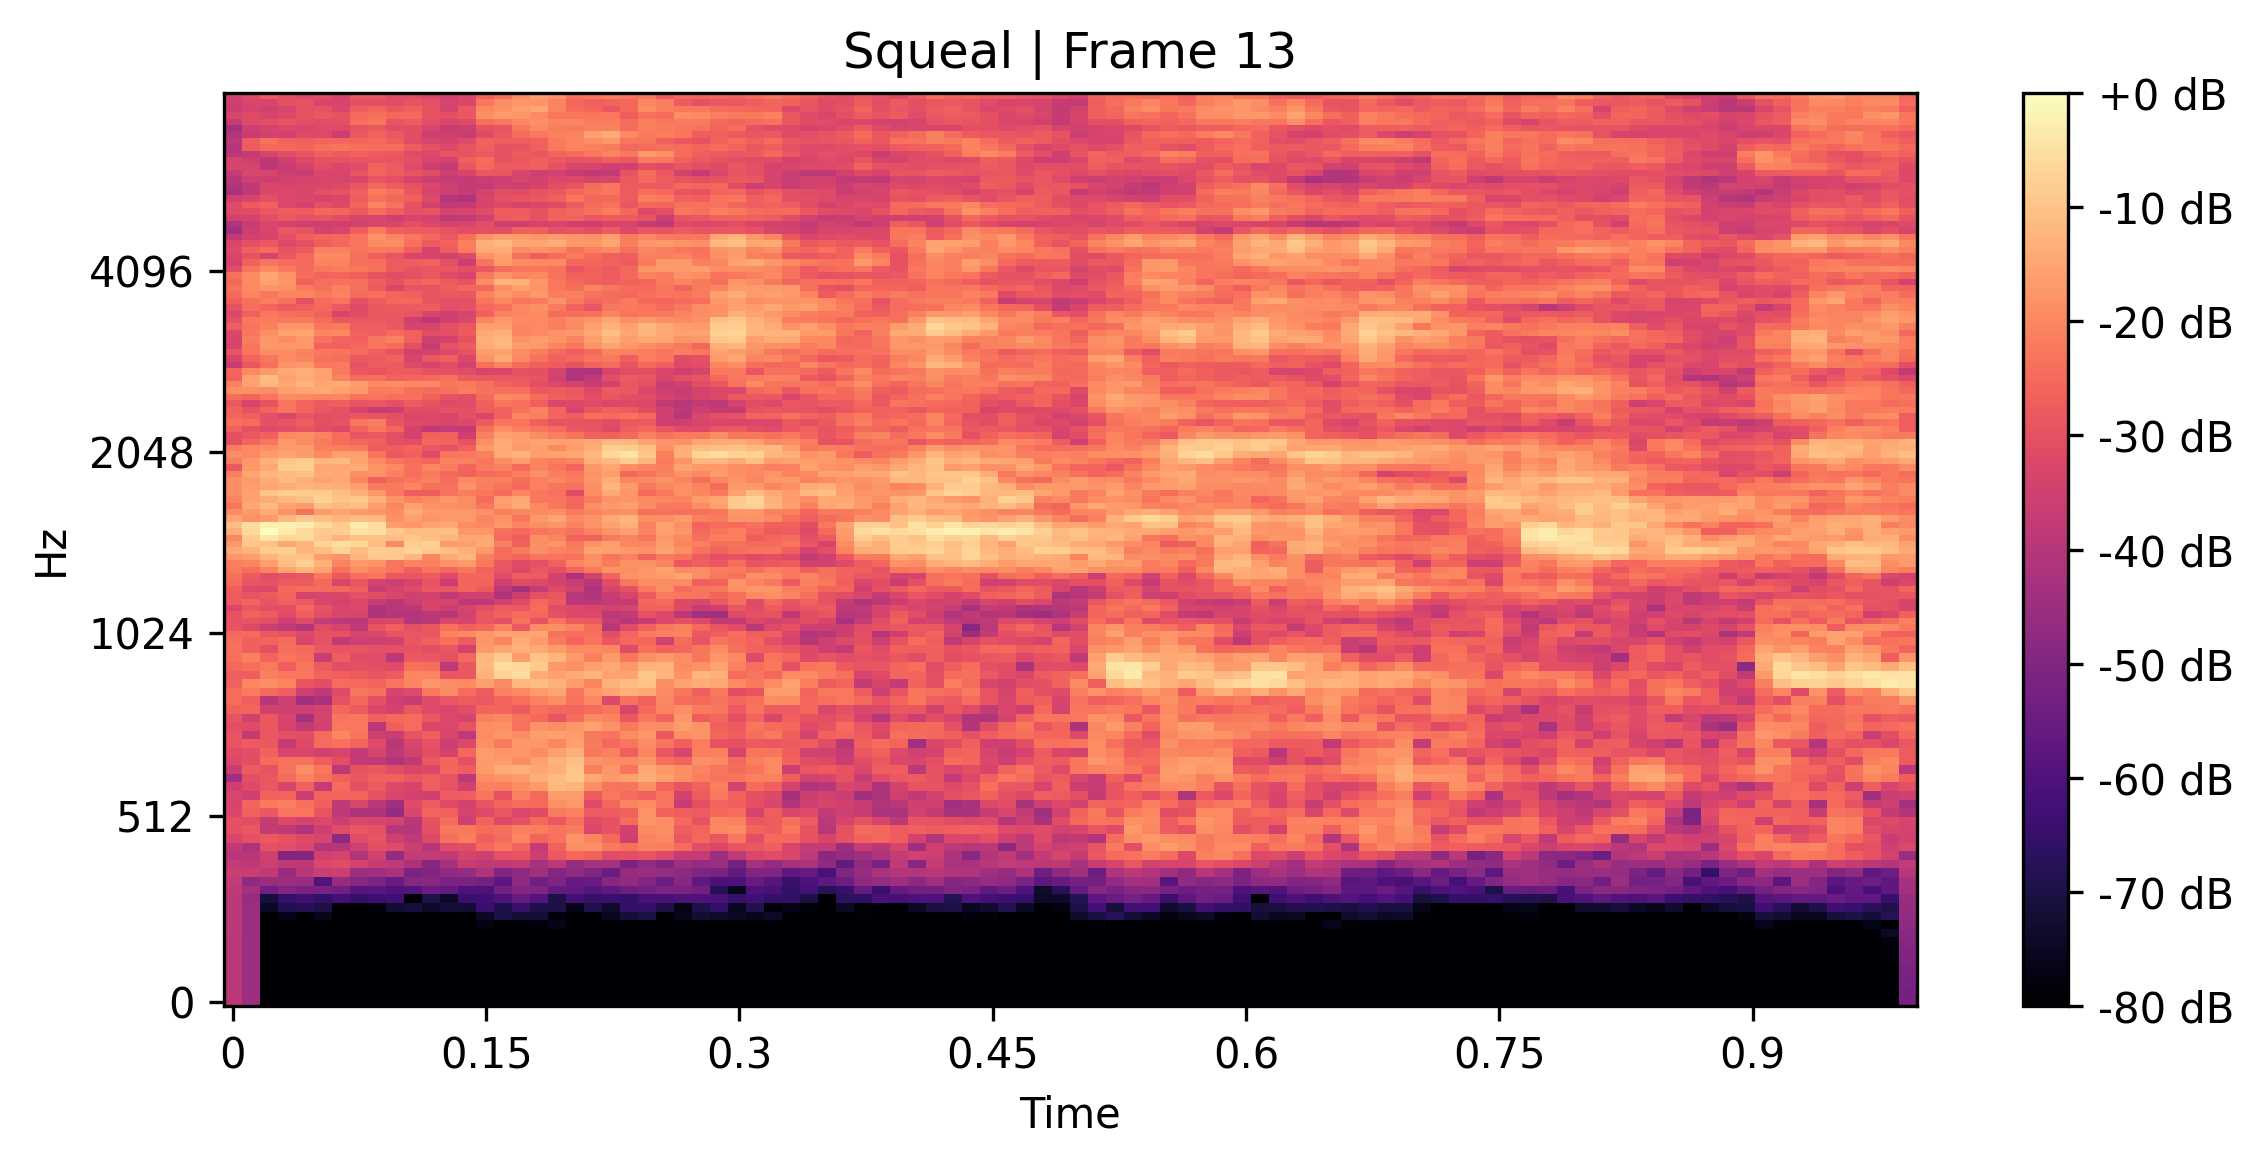 Squeal | Frame 13
+0 dB
-10 dB
-20 dB
-30 dB
-40 dB
-50 dB
-60 dB
-70 dB
-80 dB
Hz
4096
2048
1024
512
0
0 0.15 0.3 0.45 0.6 0.75 0.9
Time